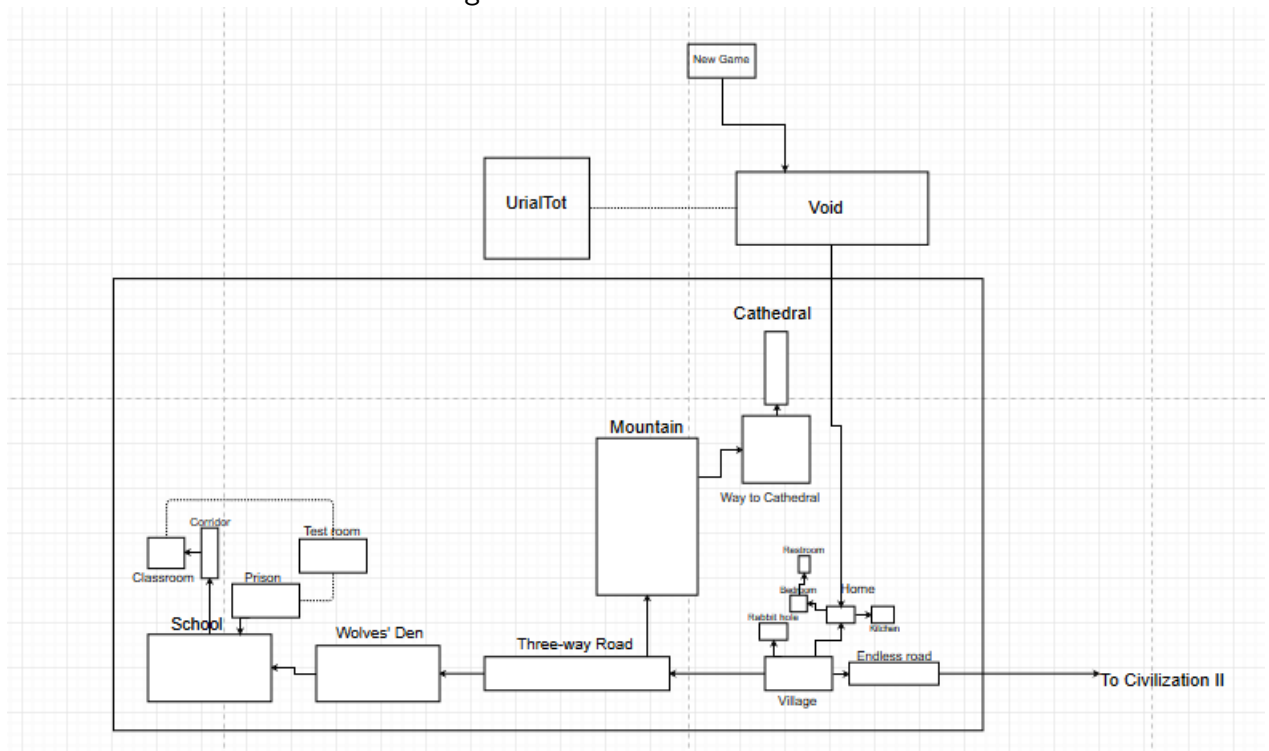 New Game
UrialTot
Void
Cathedral
Mountain
Way to Cathedral
Corridor
Test room
Classroom
Prison
Restroom
Bedroom
Home
Rabbit hole
Kitchen
School
Wolves' Den
Three-way Road
Endless road
Village
To Civilization II